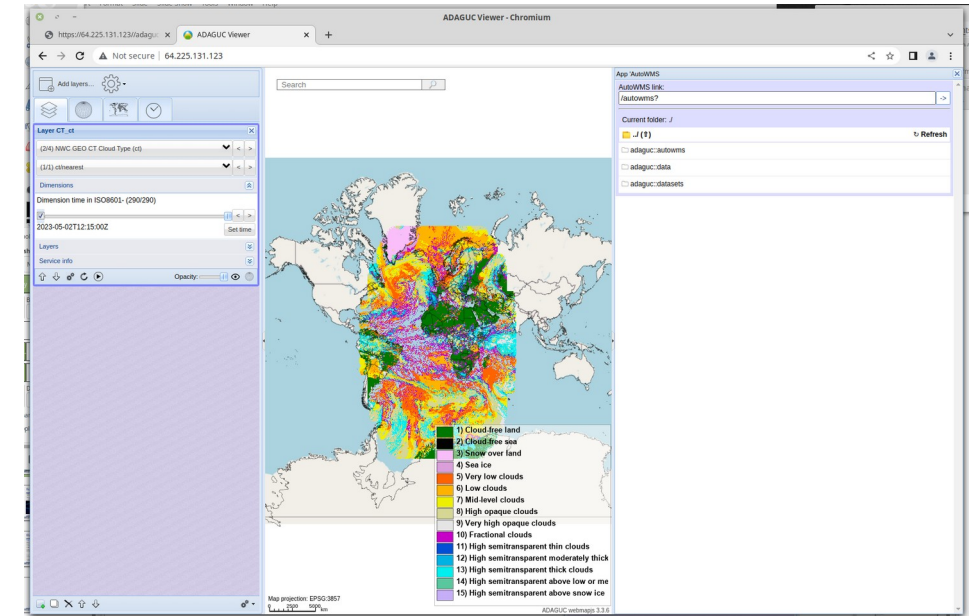 ADAGUC Viewer - Chromium
https://64.225.131.123//adaguc
ADAGUC Viewer
Not secure
64.225.131.123
Add layers...
Layer CT_ct
(2/4) NWC GEO CT Cloud Type (ct)
(1/1) ct/nearest
Dimensions
Dimension time in ISO8601- (290/290)
2023-05-02T12:15:00Z
Set time
Layers
Service info
Opacity:
Search
1) Cloud-free land
2) Cloud-free sea
3) Snow over land
4) Sea ice
5) Very low clouds
6) Low clouds
7) Mid-level clouds
8) High opaque clouds
9) Very high opaque clouds
10) Fractional clouds
11) High semitransparent thin clouds
12) High semitransparent moderately thick
13) High semitransparent thick clouds
14) High semitransparent above low or me
15) High semitransparent above snow ice
Map projection: EPSG:3857
0 2500 5000 km
ADAGUC webmapjs 3.3.6
App 'AutoWMS
AutoWMS link:
/autowms?
->
Current folder: ./
../ (⇧)
Refresh
adaguc::autowms
adaguc::data
adaguc::datasets